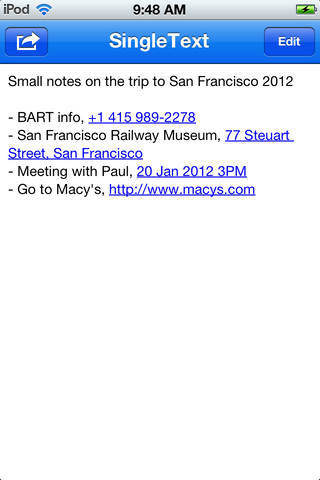 iPod 9:48 AM
SingleText Edit
Small notes on the trip to San Francisco 2012
- BART info, +1 415 989-2278
- San Francisco Railway Museum, 77 Steuart
Street, San Francisco
- Meeting with Paul, 20 Jan 2012 3PM
- Go to Macy's, http://www.macys.com